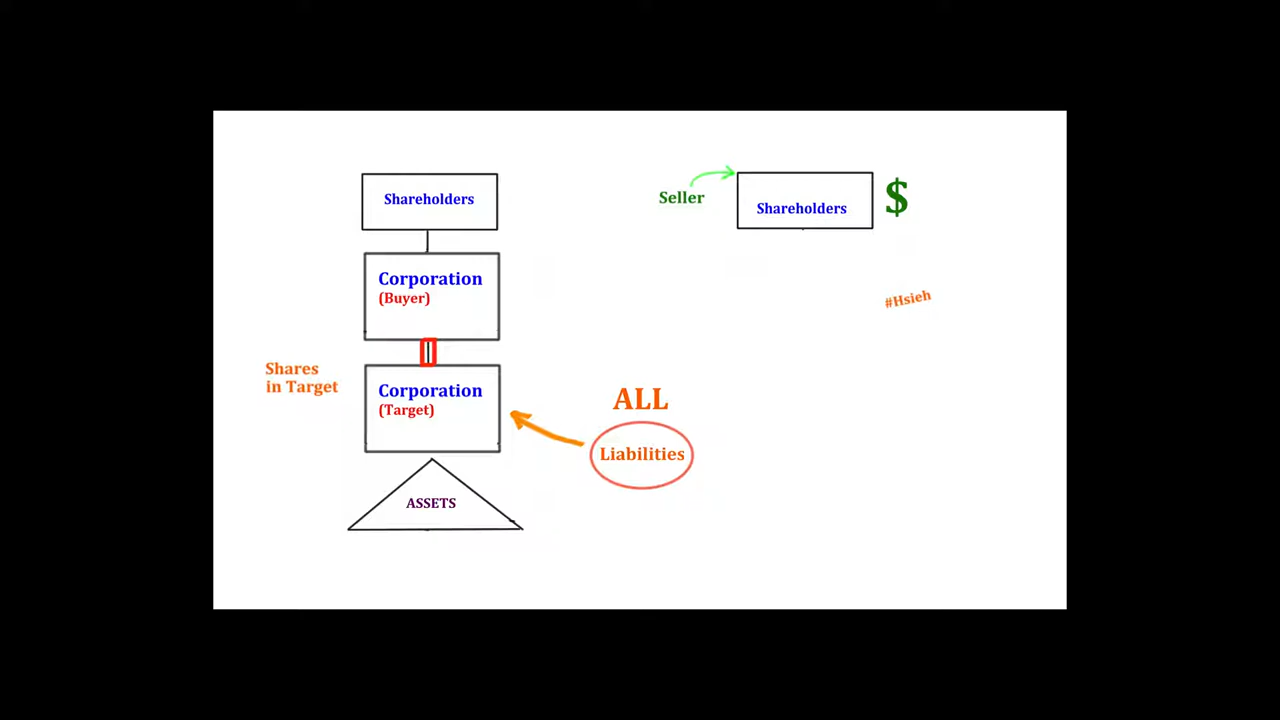 Shareholders
Seller
Shareholders
$
Corporation
(Buyer)
#Hsieh
Shares
in Target
Corporation
(Target)
ALL
Liabilities
ASSETS